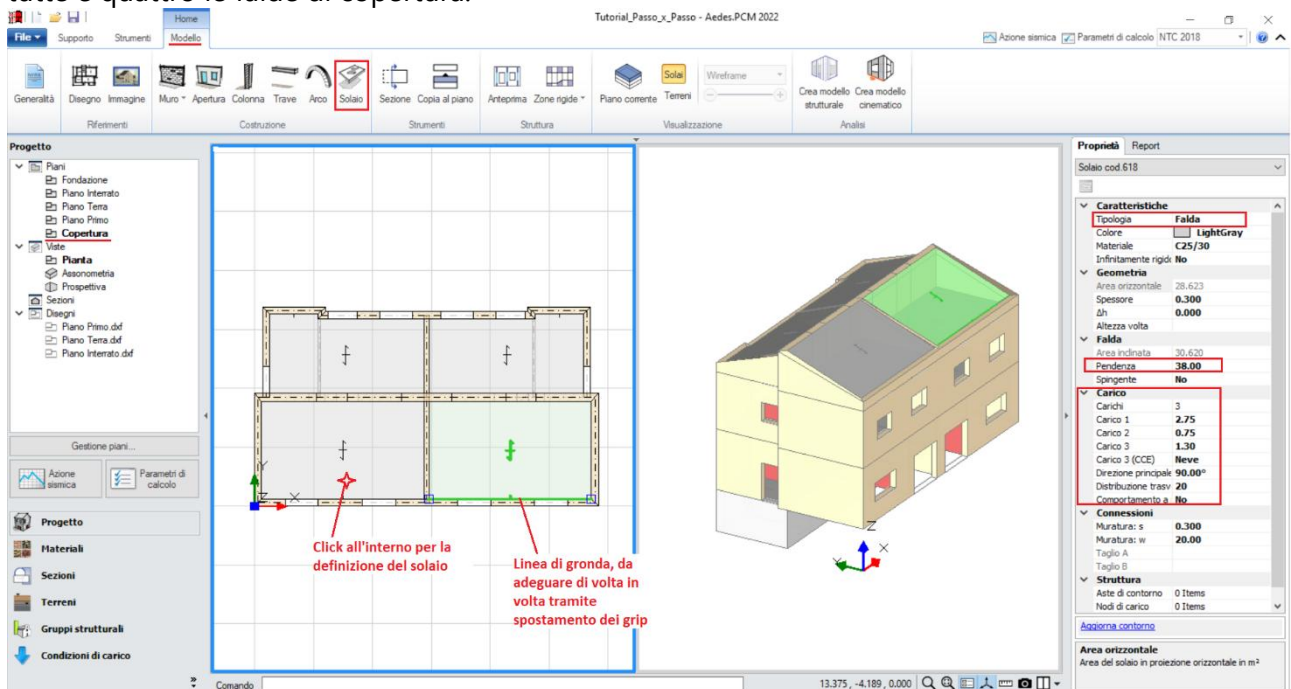 tutte e quattro le falde di copertura.
Home
Tutorial_Passo_x_Passo - Aedes.PCM 2022
File
Supporto
Strumenti
Modello
Azione sismica
Parametri di calcolo
NTC 2018
Generalità
Disegno
Immagine
Muro
Apertura
Colonna
Trave
Arco
Solaio
Sezione
Copia al piano
Anteprima
Zone rigide
Piano corrente
Solai
Terreni
Wireframe
Crea modello strutturale
Crea modello cinematico
Riferimenti
Costruzione
Strumenti
Struttura
Visualizzazione
Analisi
Progetto
Piani
Fondazione
Piano Interrato
Piano Terra
Piano Primo
Copertura
Viste
Pianta
Assonometria
Prospettiva
Sezioni
Disegni
Piano Primo.dxf
Piano Terra.dxf
Piano Interrato.dxf
Gestione piani...
Azione sismica
Parametri di calcolo
Progetto
Materiali
Sezioni
Terreni
Gruppi strutturali
Condizioni di carico
Y
Z
X
Click all'interno per la
definizione del solaio
Linea di gronda, da
adeguare di volta in
volta tramite
spostamento dei grip
Z
X
Comando
13.375 , -4.189 , 0.000
Proprietà
Report
Solaio cod.618
Caratteristiche
Tipologia Falda
Colore LightGray
Materiale C25/30
Infinitamente rigid No
Geometria
Area orizzontale 28.623
Spessore 0.300
Δh 0.000
Altezza volta
Falda
Area inclinata 30.620
Pendenza 38.00
Spingente No
Carico
Carichi 3
Carico 1 2.75
Carico 2 0.75
Carico 3 1.30
Carico 3 (CCE) Neve
Direzione principale 90.00°
Distribuzione trasv 20
Comportamento a No
Connessioni
Muratura: s 0.300
Muratura: w 20.00
Taglio A
Taglio B
Struttura
Aste di contorno 0 Items
Nodi di carico 0 Items
Aggiorna contorno
Area orizzontale
Area del solaio in proiezione orizzontale in m²